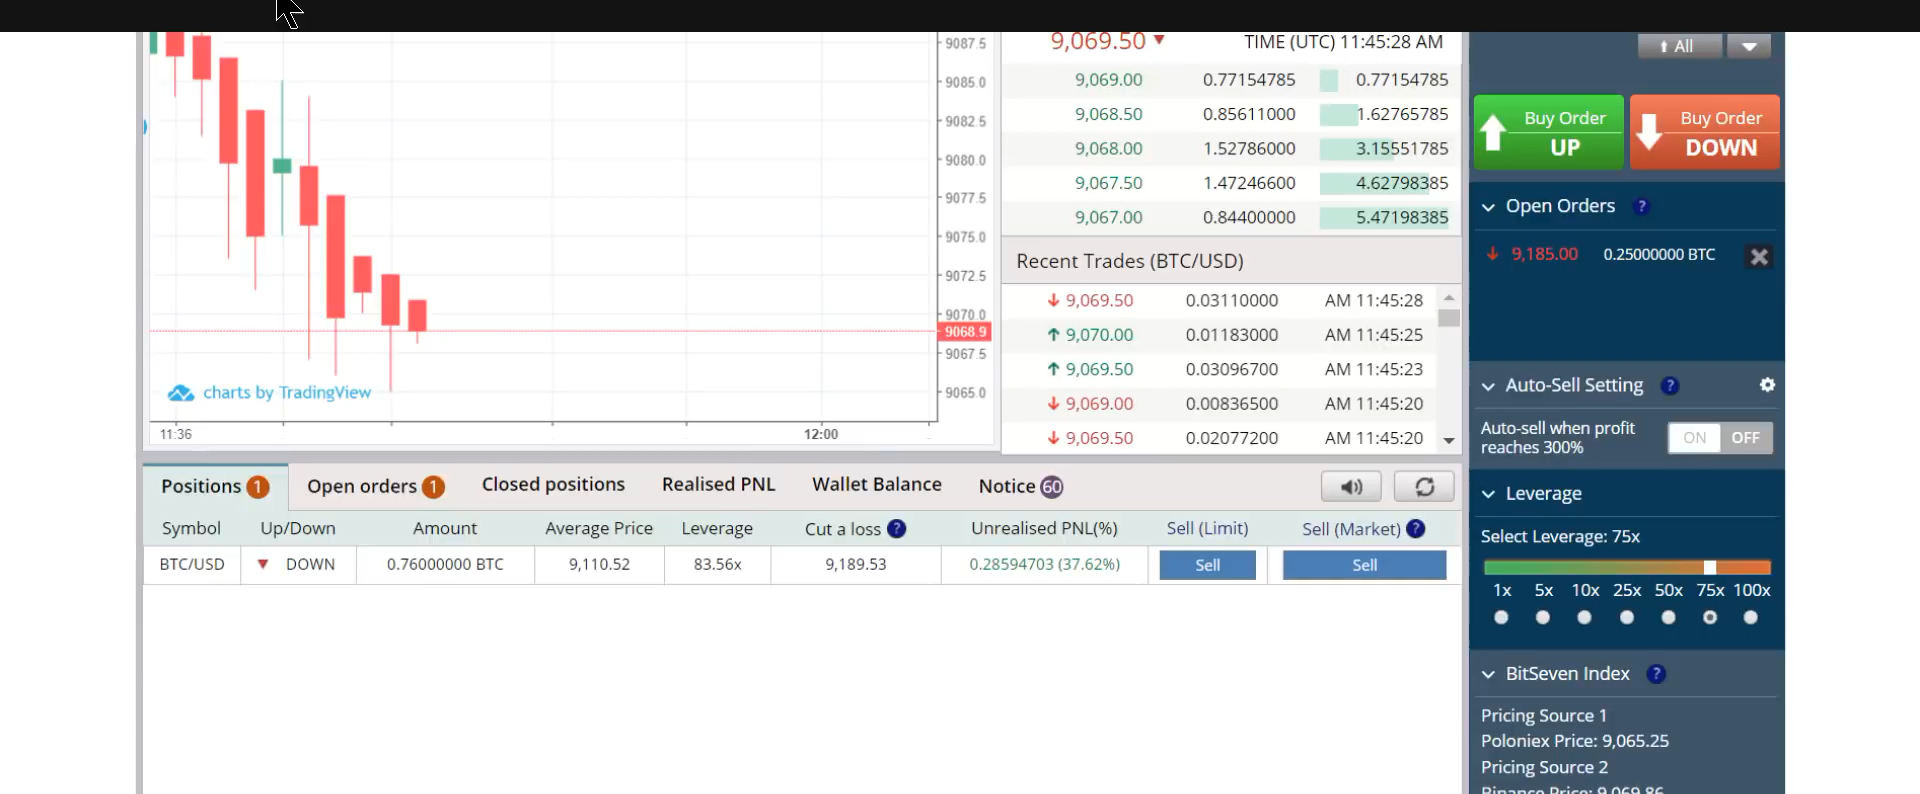 9087.5
9085.0
9082.5
9080.0
9077.5
9075.0
9072.5
9070.0
9068.9
9067.5
9065.0
charts by TradingView
11:36
12:00
9,069.50 TIME (UTC) 11:45:28 AM
9,069.00 0.77154785 0.77154785
9,068.50 0.85611000 1.62765785
9,068.00 1.52786000 3.15551785
9,067.50 1.47246600 4.62798385
9,067.00 0.84400000 5.47198385
Recent Trades (BTC/USD)
9,069.50 0.03110000 AM 11:45:28
9,070.00 0.01183000 AM 11:45:25
9,069.50 0.03096700 AM 11:45:23
9,069.00 0.00836500 AM 11:45:20
9,069.50 0.02077200 AM 11:45:20
Positions 1 Open orders 1 Closed positions Realised PNL Wallet Balance Notice 60
Symbol Up/Down Amount Average Price Leverage Cut a loss ? Unrealised PNL(%) Sell (Limit) Sell (Market) ?
BTC/USD DOWN 0.76000000 BTC 9,110.52 83.56x 9,189.53 0.28594703 (37.62%) Sell Sell
All
Buy Order
UP
Buy Order
DOWN
Open Orders ?
9,185.00 0.25000000 BTC
Auto-Sell Setting ?
Auto-sell when profit
reaches 300%
ON OFF
Leverage
Select Leverage: 75x
1x 5x 10x 25x 50x 75x 100x
BitSeven Index ?
Pricing Source 1
Poloniex Price: 9,065.25
Pricing Source 2
Binance Price: 9,069.86